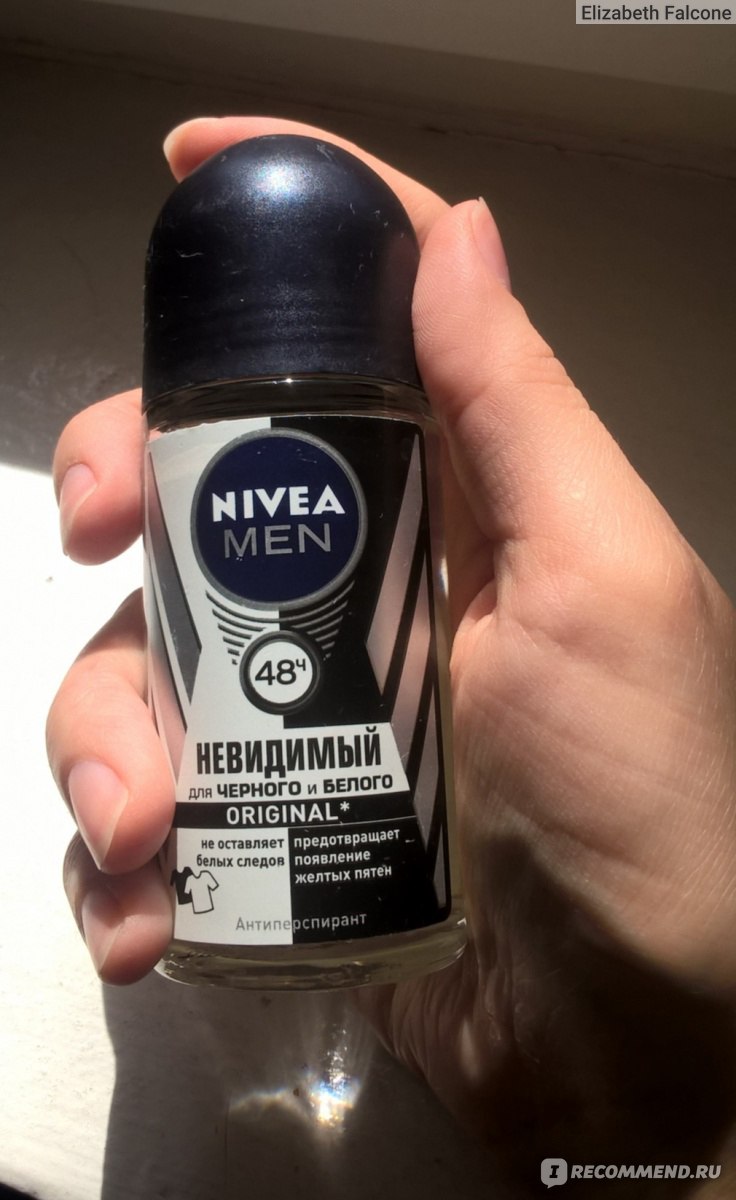 Elizabeth Falcone
NIVEA
MEN
48ч
НЕВИДИМЫЙ
для ЧЕРНОГО и БЕЛОГО
ORIGINAL*
не оставляет
белых следов
предотвращает
появление
желтых пятен
Антиперспирант
IRECOMMEND.RU